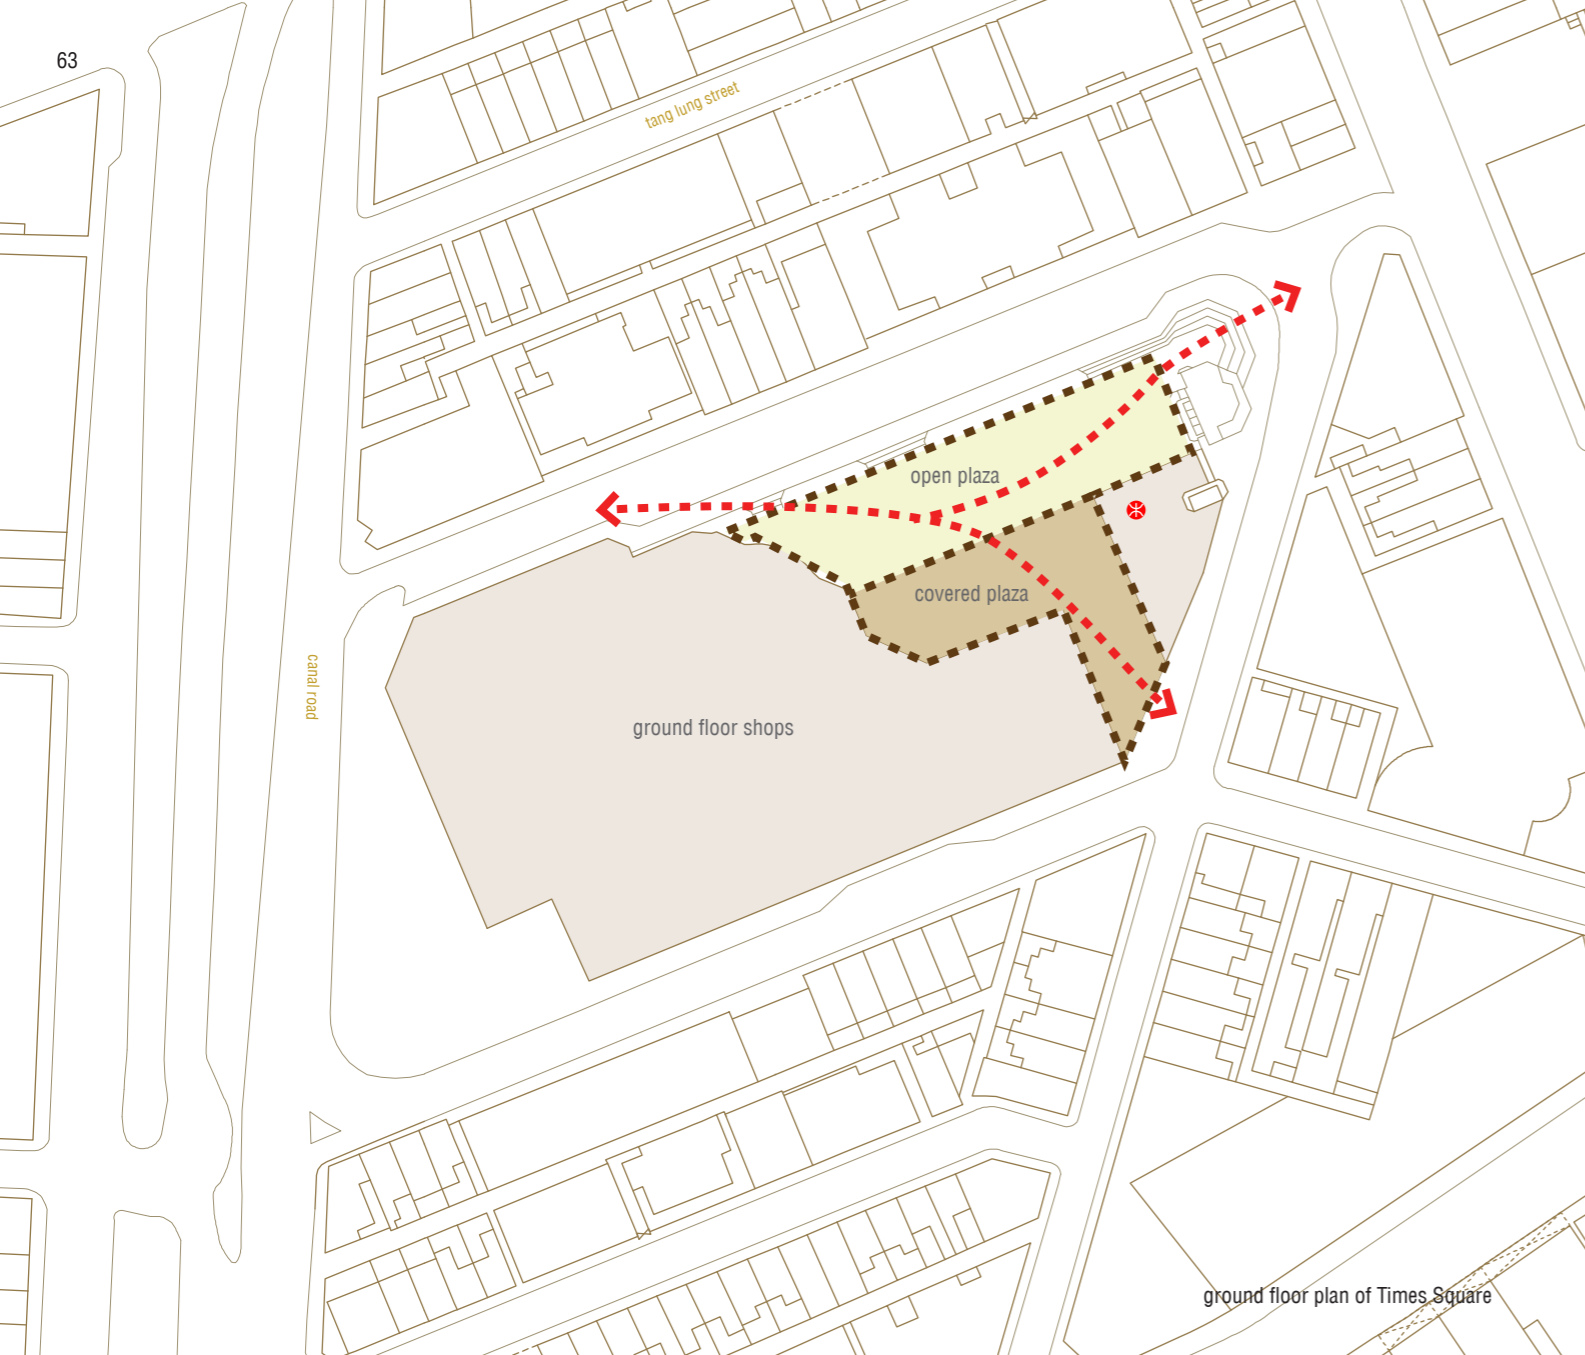 63
tang lung street
open plaza
covered plaza
canal road
ground floor shops
ground floor plan of Times Square